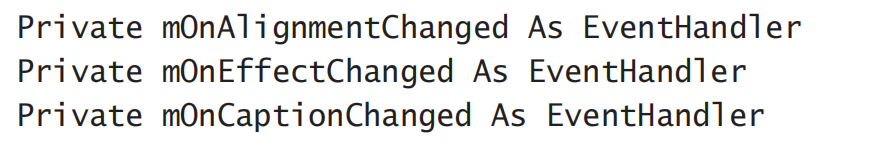 Private mOnAlignmentChanged As EventHandler
Private mOnEffectChanged As EventHandler
Private mOnCaptionChanged As EventHandler